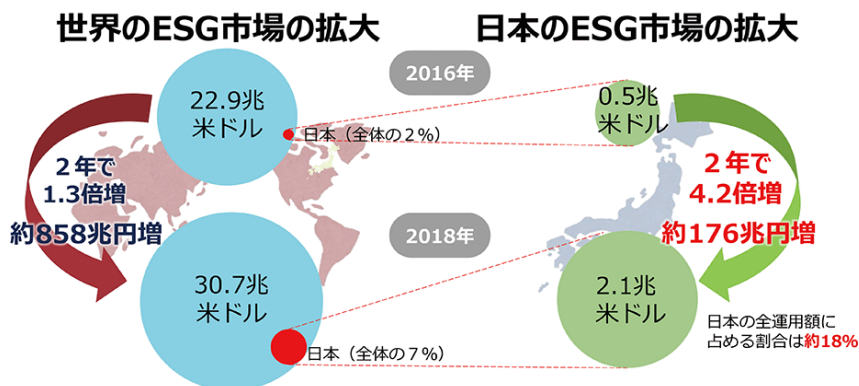 世界のESG市場の拡大
日本のESG市場の拡大
2016年
22.9兆
米ドル
日本（全体の２％）
0.5兆
米ドル
２年で
1.3倍増
約858兆円増
２年で
4.2倍増
約176兆円増
2018年
30.7兆
米ドル
日本（全体の７％）
2.1兆
米ドル
日本の全運用額に
占める割合は約18%